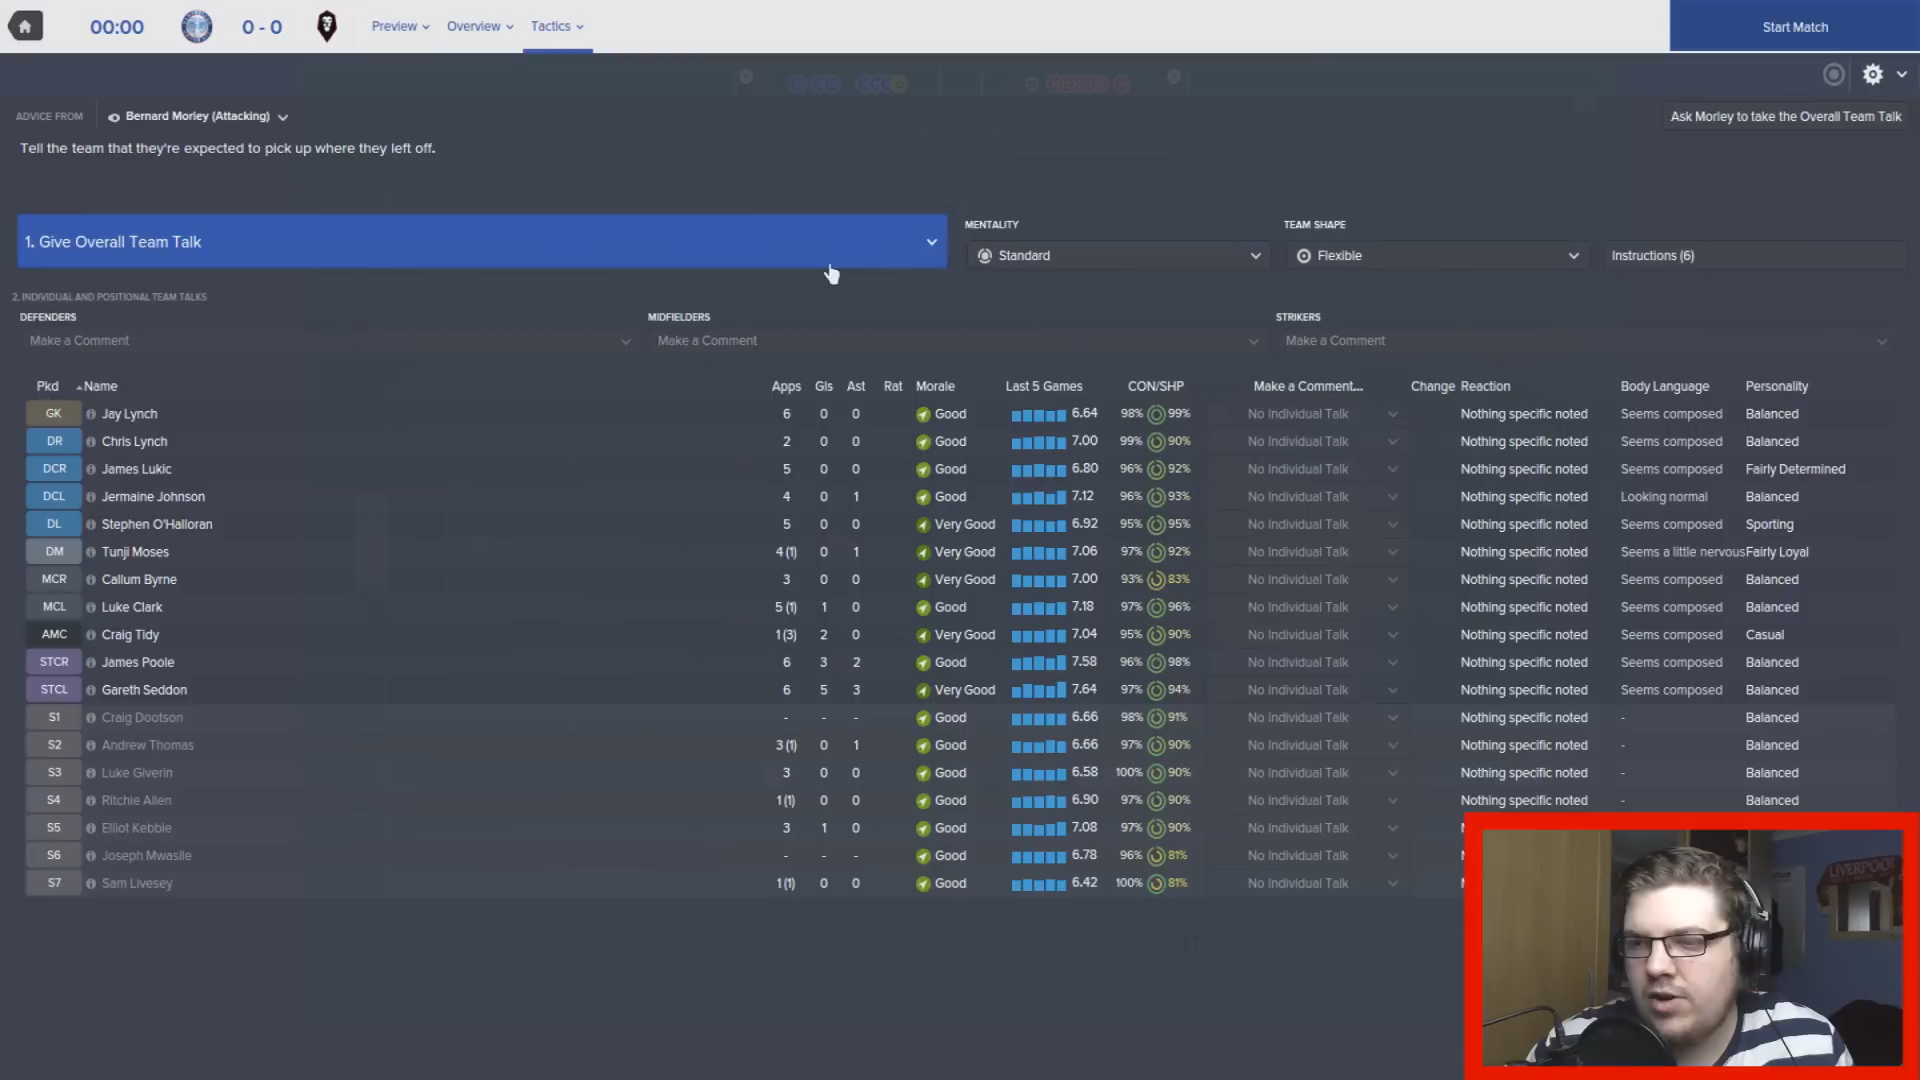 00:00 0 - 0 Preview Overview Tactics Start Match
ADVICE FROM Bernard Morley (Attacking) Ask Morley to take the Overall Team Talk
Tell the team that they're expected to pick up where they left off.
1. Give Overall Team Talk
MENTALITY TEAM SHAPE
Standard Flexible Instructions (6)
2. INDIVIDUAL AND POSITIONAL TEAM TALKS
DEFENDERS MIDFIELDERS STRIKERS
Make a Comment Make a Comment Make a Comment
Pkd Name Apps Gls Ast Rat Morale Last 5 Games CON/SHP Make a Comment... Change Reaction Body Language Personality
GK Jay Lynch 6 0 0 Good 6.64 98% 99% No Individual Talk Nothing specific noted Seems composed Balanced
DR Chris Lynch 2 0 0 Good 7.00 99% 90% No Individual Talk Nothing specific noted Seems composed Balanced
DCR James Lukic 5 0 0 Good 6.80 96% 92% No Individual Talk Nothing specific noted Seems composed Fairly Determined
DCL Jermaine Johnson 4 0 1 Good 7.12 96% 93% No Individual Talk Nothing specific noted Looking normal Balanced
DL Stephen O'Halloran 5 0 0 Very Good 6.92 95% 95% No Individual Talk Nothing specific noted Seems composed Sporting
DM Tunji Moses 4 (1) 0 1 Very Good 7.06 97% 92% No Individual Talk Nothing specific noted Seems a little nervous Fairly Loyal
MCR Callum Byrne 3 0 0 Very Good 7.00 93% 83% No Individual Talk Nothing specific noted Seems composed Balanced
MCL Luke Clark 5 (1) 1 0 Good 7.18 97% 96% No Individual Talk Nothing specific noted Seems composed Balanced
AMC Craig Tidy 1 (3) 2 0 Very Good 7.04 95% 90% No Individual Talk Nothing specific noted Seems composed Casual
STCR James Poole 6 3 2 Good 7.58 96% 98% No Individual Talk Nothing specific noted Seems composed Balanced
STCL Gareth Seddon 6 5 3 Very Good 7.64 97% 94% No Individual Talk Nothing specific noted Seems composed Balanced
S1 Craig Dootson - - - Good 6.66 98% 91% No Individual Talk Nothing specific noted - Balanced
S2 Andrew Thomas 3 (1) 0 1 Good 6.66 97% 90% No Individual Talk Nothing specific noted - Balanced
S3 Luke Giverin 3 0 0 Good 6.58 100% 90% No Individual Talk Nothing specific noted - Balanced
S4 Ritchie Allen 1 (1) 0 0 Good 6.90 97% 90% No Individual Talk Nothing specific noted - Balanced
S5 Elliot Kebbie 3 1 0 Good 7.08 97% 90% No Individual Talk
S6 Joseph Mwasile - - - Good 6.78 96% 81% No Individual Talk
S7 Sam Livesey 1 (1) 0 0 Good 6.42 100% 81% No Individual Talk
LIVERPOOL